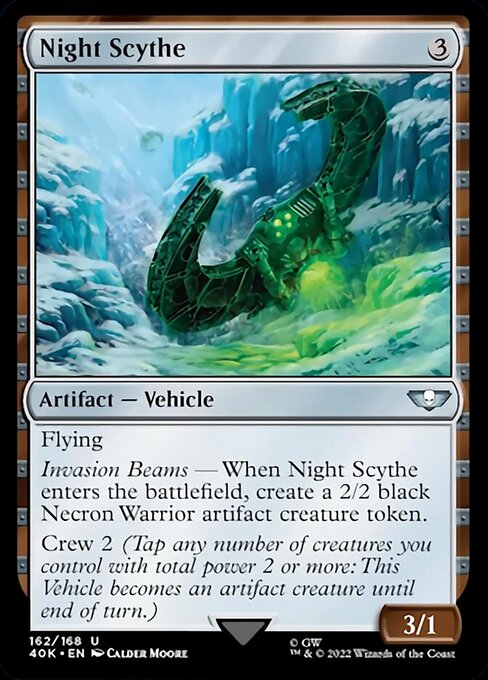 Night Scythe 3
Artifact — Vehicle
Flying
Invasion Beams — When Night Scythe
enters the battlefield, create a 2/2 black
Necron Warrior artifact creature token.
Crew 2 (Tap any number of creatures you
control with total power 2 or more: This
Vehicle becomes an artifact creature until
end of turn.)
3/1
162/168 U
40K • EN Calder Moore
© GW
™ & © 2022 Wizards of the Coast